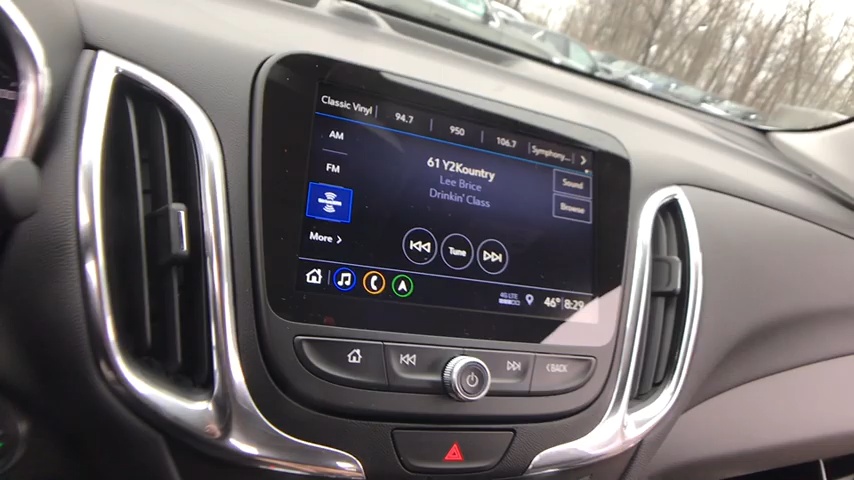 Classic Vinyl 94.7 950 106.7 Symphony... >
AM
FM
More >
61 Y2Kountry
Lee Brice
Drinkin' Class
Sound
Browse
Tune
4G LTE
46° 8:29
<BACK